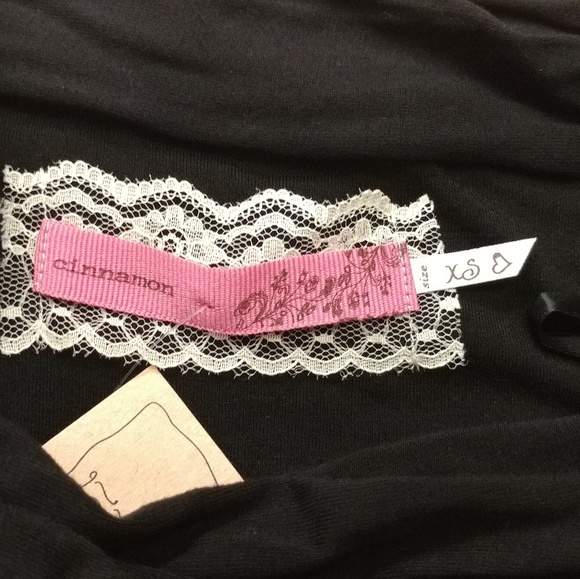 cinnamon
size XS ♡